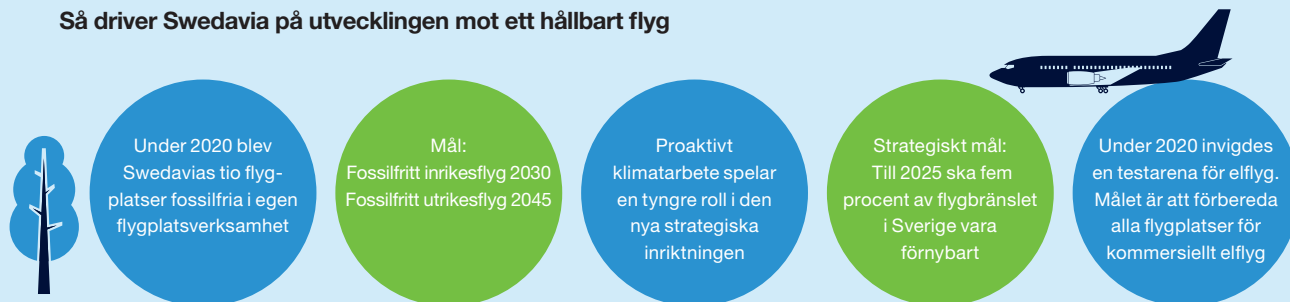 Så driver Swedavia på utvecklingen mot ett hållbart flyg
Under 2020 blev
Swedavias tio flyg-
platser fossilfria i egen
flygplatsverksamhet
Mål:
Fossilfritt inrikesflyg 2030
Fossilfritt utrikesflyg 2045
Proaktivt
klimatarbete spelar
en tyngre roll i den
nya strategiska
inriktningen
Strategiskt mål:
Till 2025 ska fem
procent av flygbränslet
i Sverige vara
förnybart
Under 2020 invigdes
en testarena för elflyg.
Målet är att förbereda
alla flygplatser för
kommersiellt elflyg